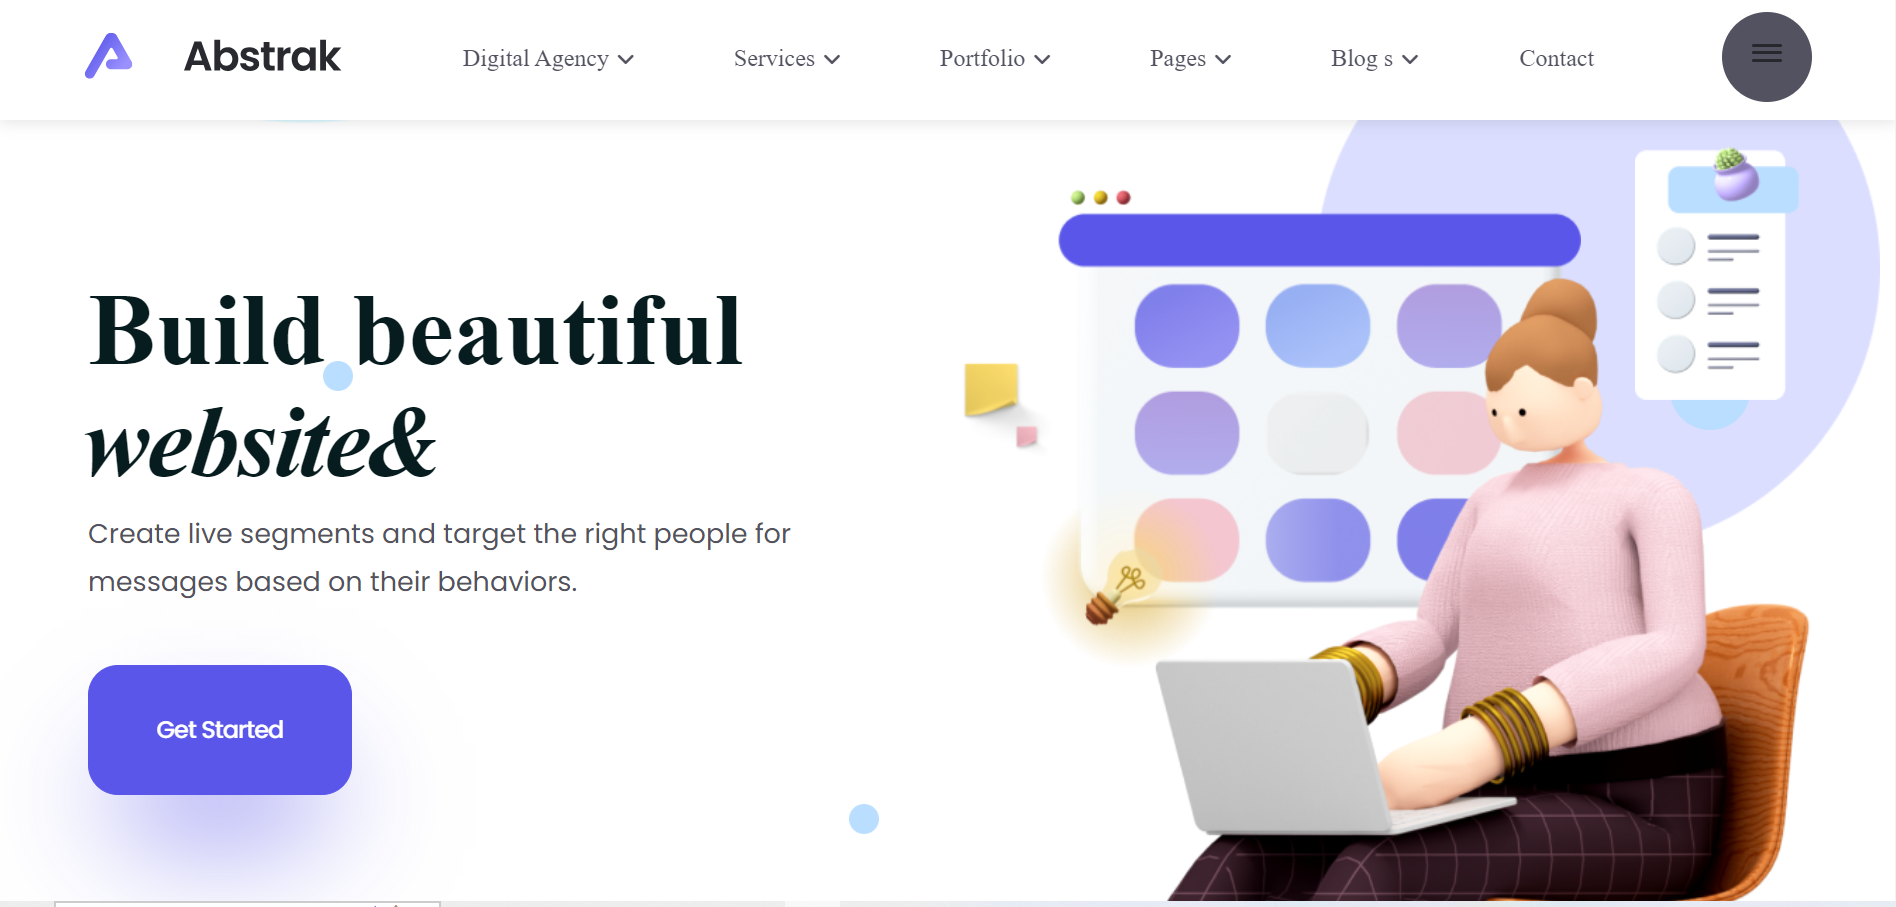 Abstrak
Digital Agency Services Portfolio Pages Blog s Contact
Build beautiful
website&
Create live segments and target the right people for
messages based on their behaviors.
Get Started